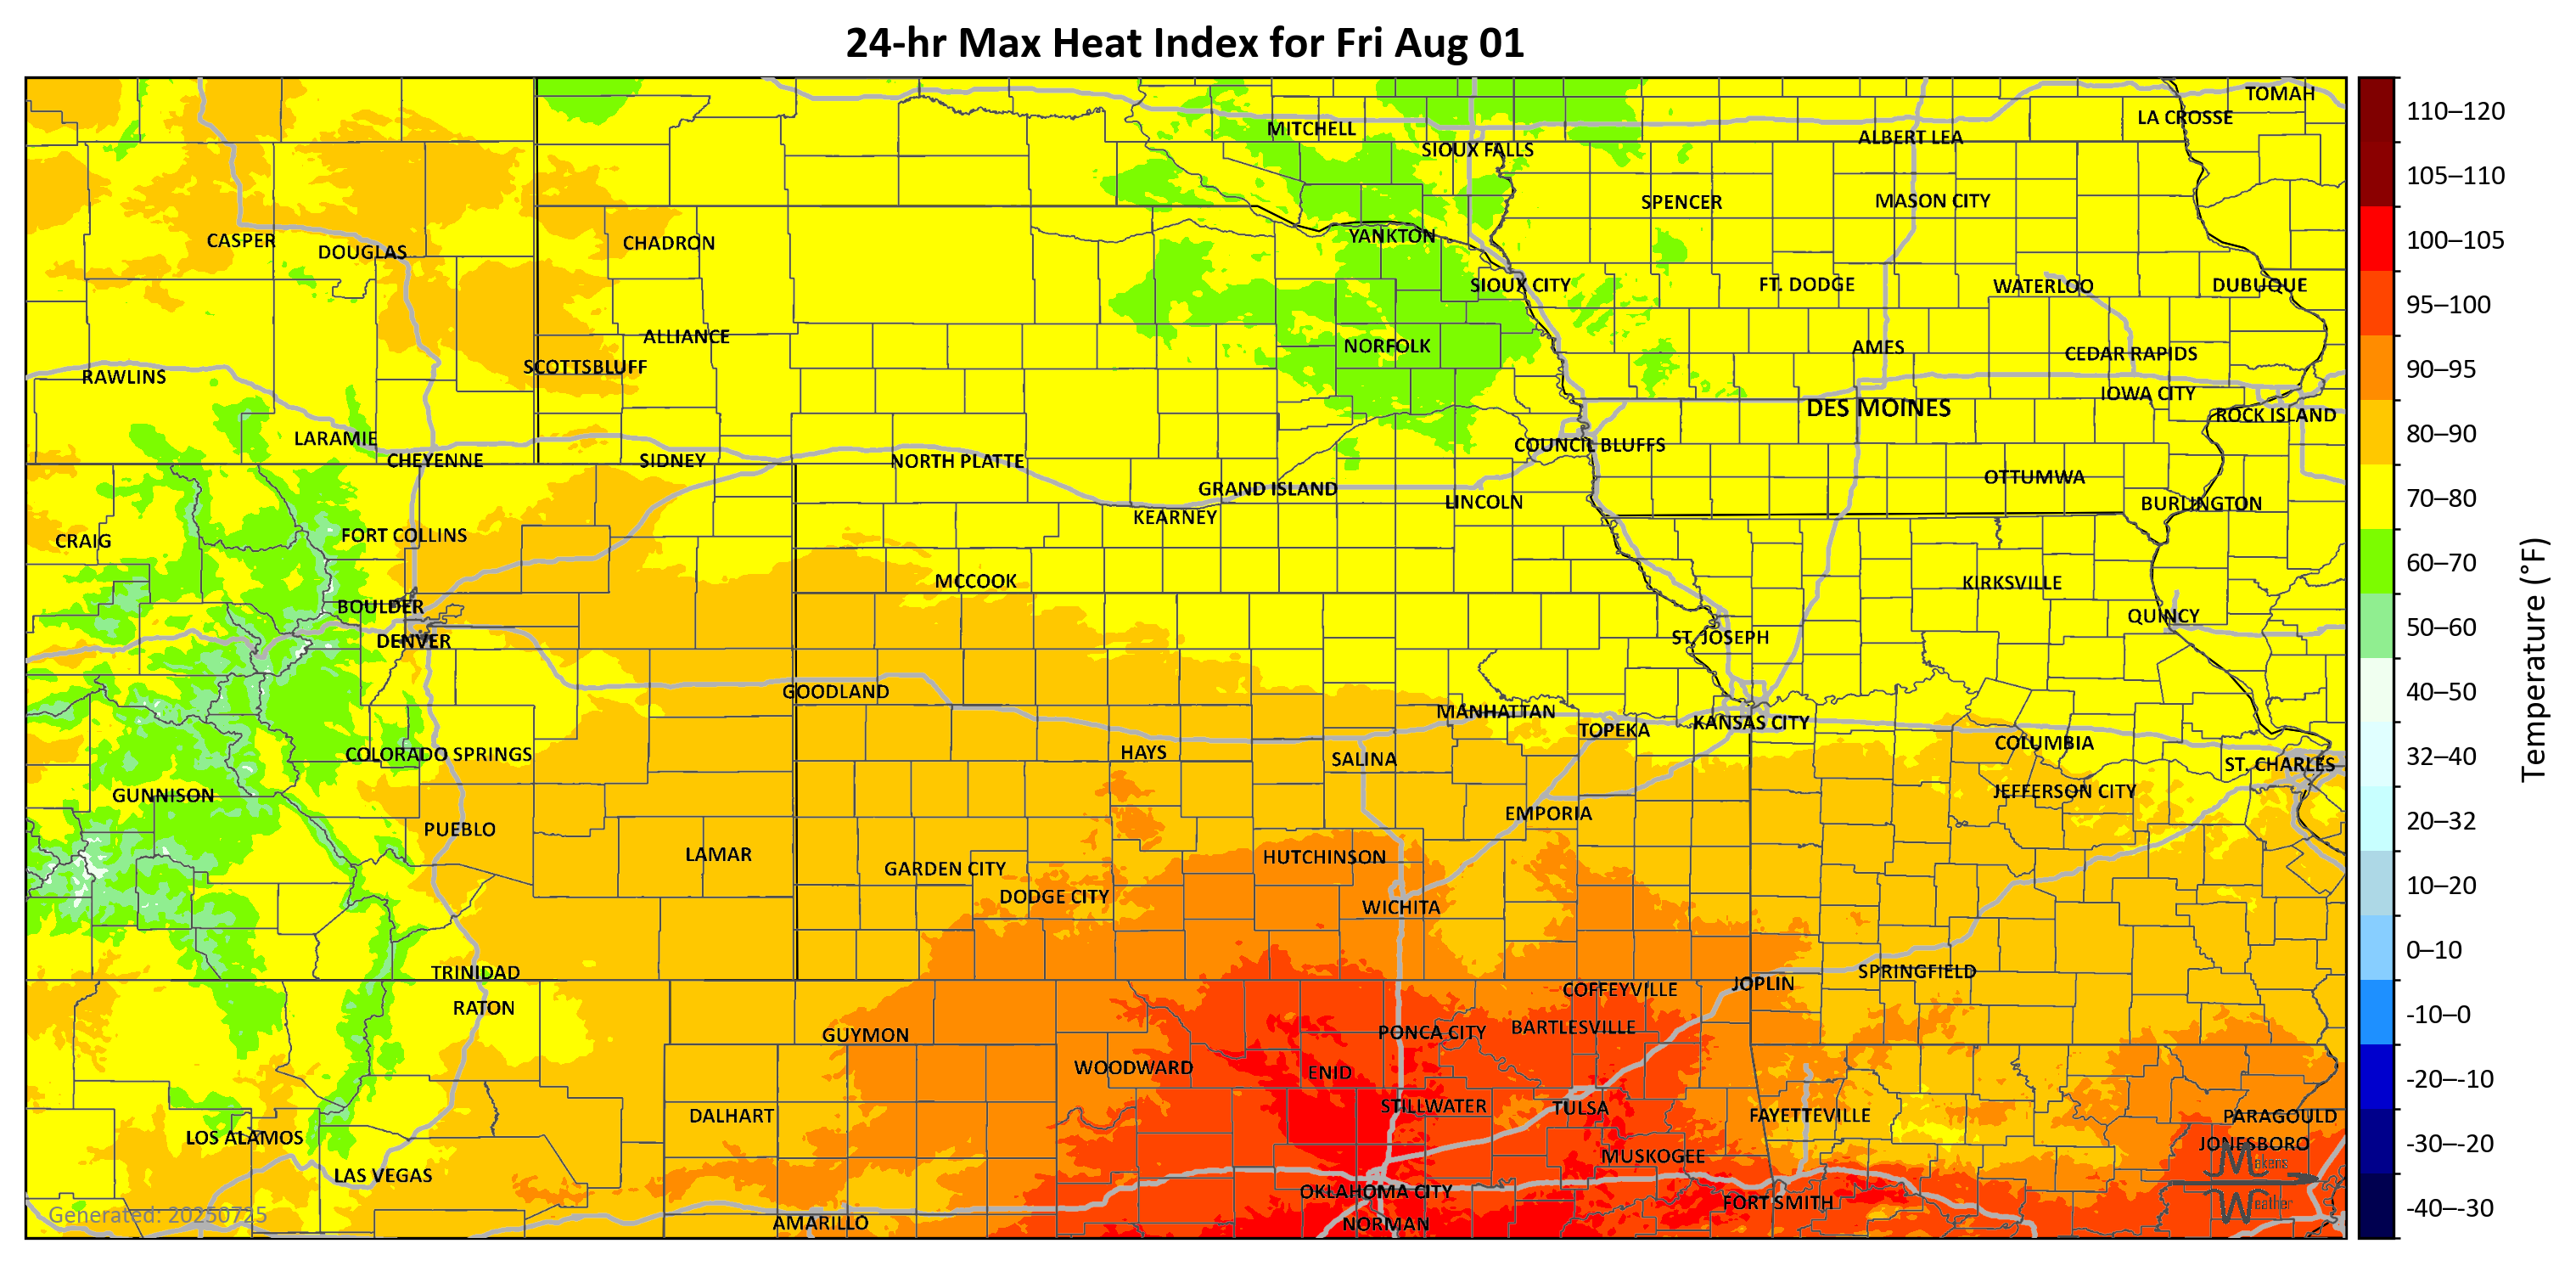 24-hr Max Heat Index for Fri Aug 01
TOMAH
LA CROSSE
MITCHELL
ALBERT LEA
SIOUX FALLS
SPENCER
MASON CITY
CASPER
DOUGLAS
CHADRON
YANKTON
SIOUX CITY
FT. DODGE
WATERLOO
DUBUQUE
ALLIANCE
NORFOLK
AMES
CEDAR RAPIDS
SCOTTSBLUFF
RAWLINS
IOWA CITY
DES MOINES
ROCK ISLAND
LARAMIE
COUNCIL BLUFFS
CHEYENNE
SIDNEY
NORTH PLATTE
OTTUMWA
GRAND ISLAND
LINCOLN
BURLINGTON
KEARNEY
CRAIG
FORT COLLINS
MCCOOK
KIRKSVILLE
BOULDER
QUINCY
DENVER
ST. JOSEPH
GOODLAND
MANHATTAN
TOPEKA
KANSAS CITY
COLUMBIA
COLORADO SPRINGS
HAYS
SALINA
ST. CHARLES
GUNNISON
JEFFERSON CITY
EMPORIA
PUEBLO
LAMAR
HUTCHINSON
GARDEN CITY
DODGE CITY
WICHITA
TRINIDAD
SPRINGFIELD
JOPLIN
COFFEYVILLE
RATON
GUYMON
PONCA CITY
BARTLESVILLE
WOODWARD
ENID
DALHART
STILLWATER
TULSA
FAYETTEVILLE
PARAGOULD
LOS ALAMOS
JONESBORO
MUSKOGEE
LAS VEGAS
OKLAHOMA CITY
FORT SMITH
AMARILLO
NORMAN
Generated: 20250725
Makens
Weather
110–120
105–110
100–105
95–100
90–95
80–90
70–80
60–70
50–60
40–50
32–40
20–32
10–20
0–10
-10–0
-20–-10
-30–-20
-40–-30
Temperature (°F)